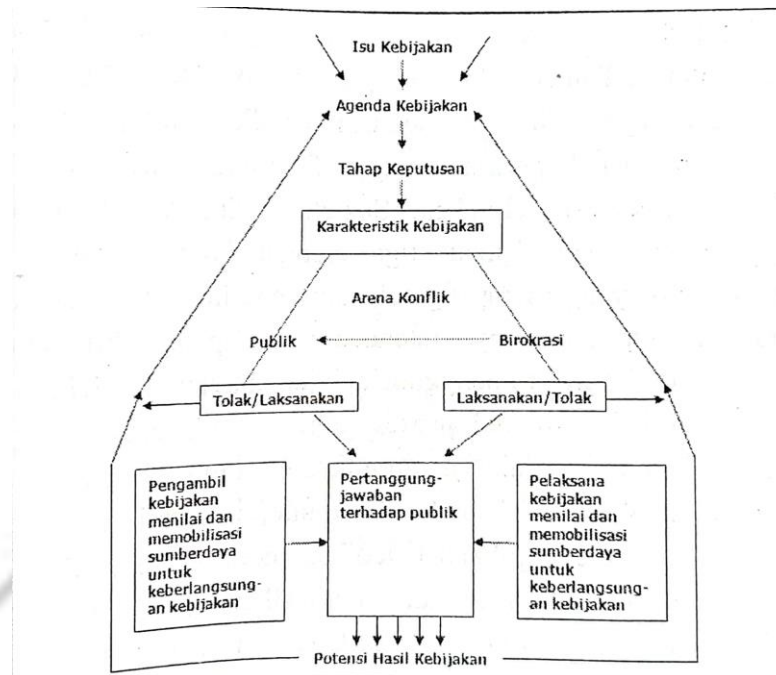 Isu Kebijakan
Agenda Kebijakan
Tahap Keputusan
Karakteristik Kebijakan
Arena Konflik
Publik
Birokrasi
Tolak/Laksanakan
Laksanakan/Tolak
Pengambil
kebijakan
menilai dan
memobilisasi
sumberdaya
untuk
keberlangsung-
an kebijakan
Pertanggung-
jawaban
terhadap publik
Pelaksana
kebijakan
menilai dan
memobilisasi
sumberdaya
untuk
keberlangsung-
an kebijakan
Potensi Hasil Kebijakan